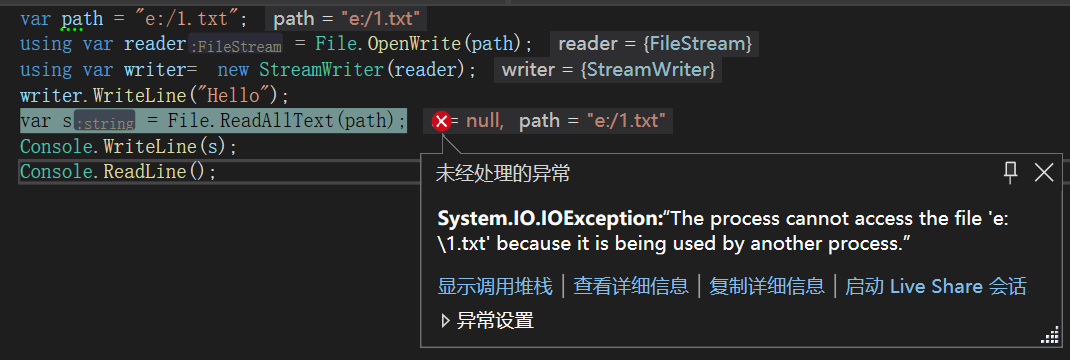 var path = "e:/1.txt"; path = "e:/1.txt"
using var reader:FileStream = File.OpenWrite(path); reader = {FileStream}
using var writer= new StreamWriter(reader); writer = {StreamWriter}
writer.WriteLine("Hello");
var s:string = File.ReadAllText(path); = null, path = "e:/1.txt"
Console.WriteLine(s);
Console.ReadLine();
未经处理的异常
System.IO.IOException:“The process cannot access the file 'e:
\1.txt' because it is being used by another process.”
显示调用堆栈 | 查看详细信息 | 复制详细信息 | 启动 Live Share 会话
异常设置